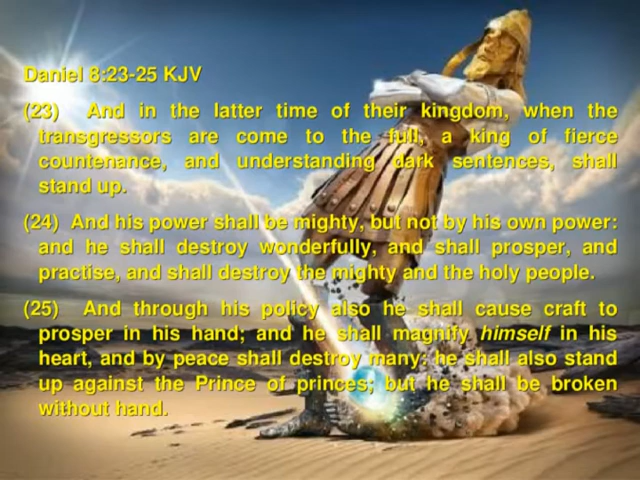 Daniel 8:23-25 KJV
(23) And in the latter time of their kingdom, when the
transgressors are come to the full, a king of fierce
countenance, and understanding dark sentences, shall
stand up.
(24) And his power shall be mighty, but not by his own power:
and he shall destroy wonderfully, and shall prosper, and
practise, and shall destroy the mighty and the holy people.
(25) And through his policy also he shall cause craft to
prosper in his hand; and he shall magnify himself in his
heart, and by peace shall destroy many: he shall also stand
up against the Prince of princes; but he shall be broken
without hand.